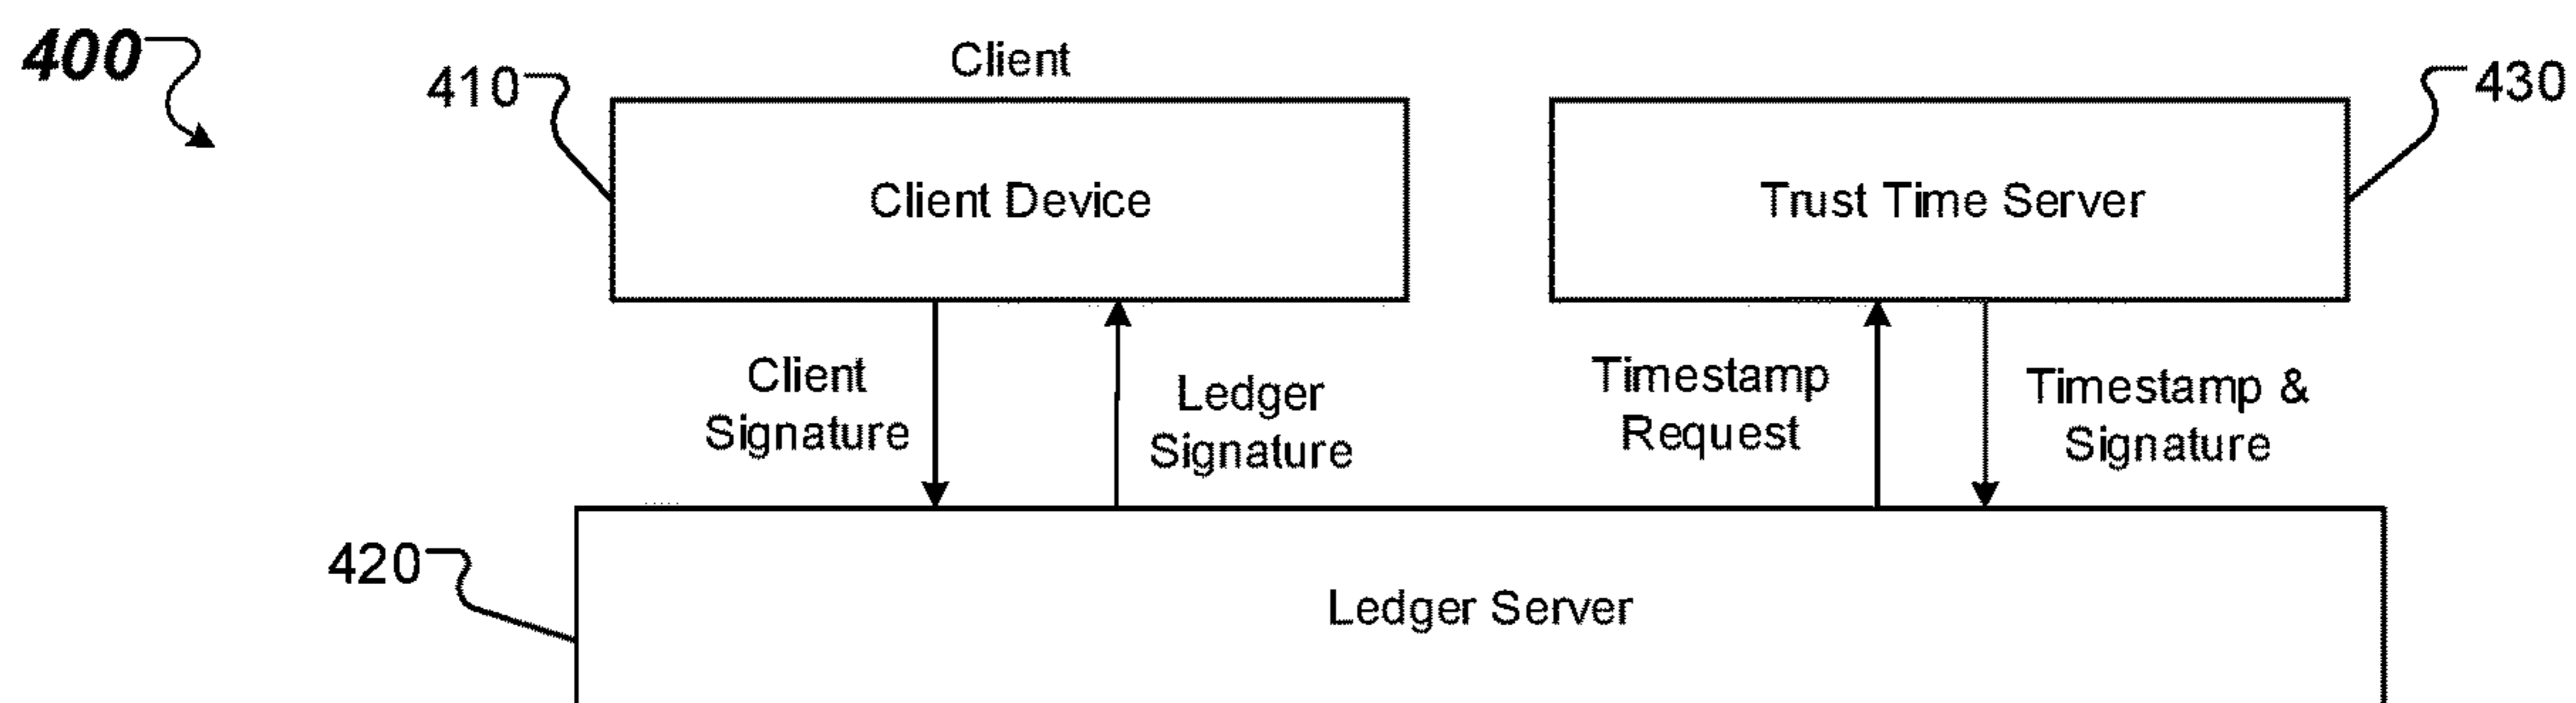 400
Client
410
430
Client Device
Trust Time Server
Client
Signature
Ledger
Signature
Timestamp
Request
Timestamp &
Signature
420
Ledger Server